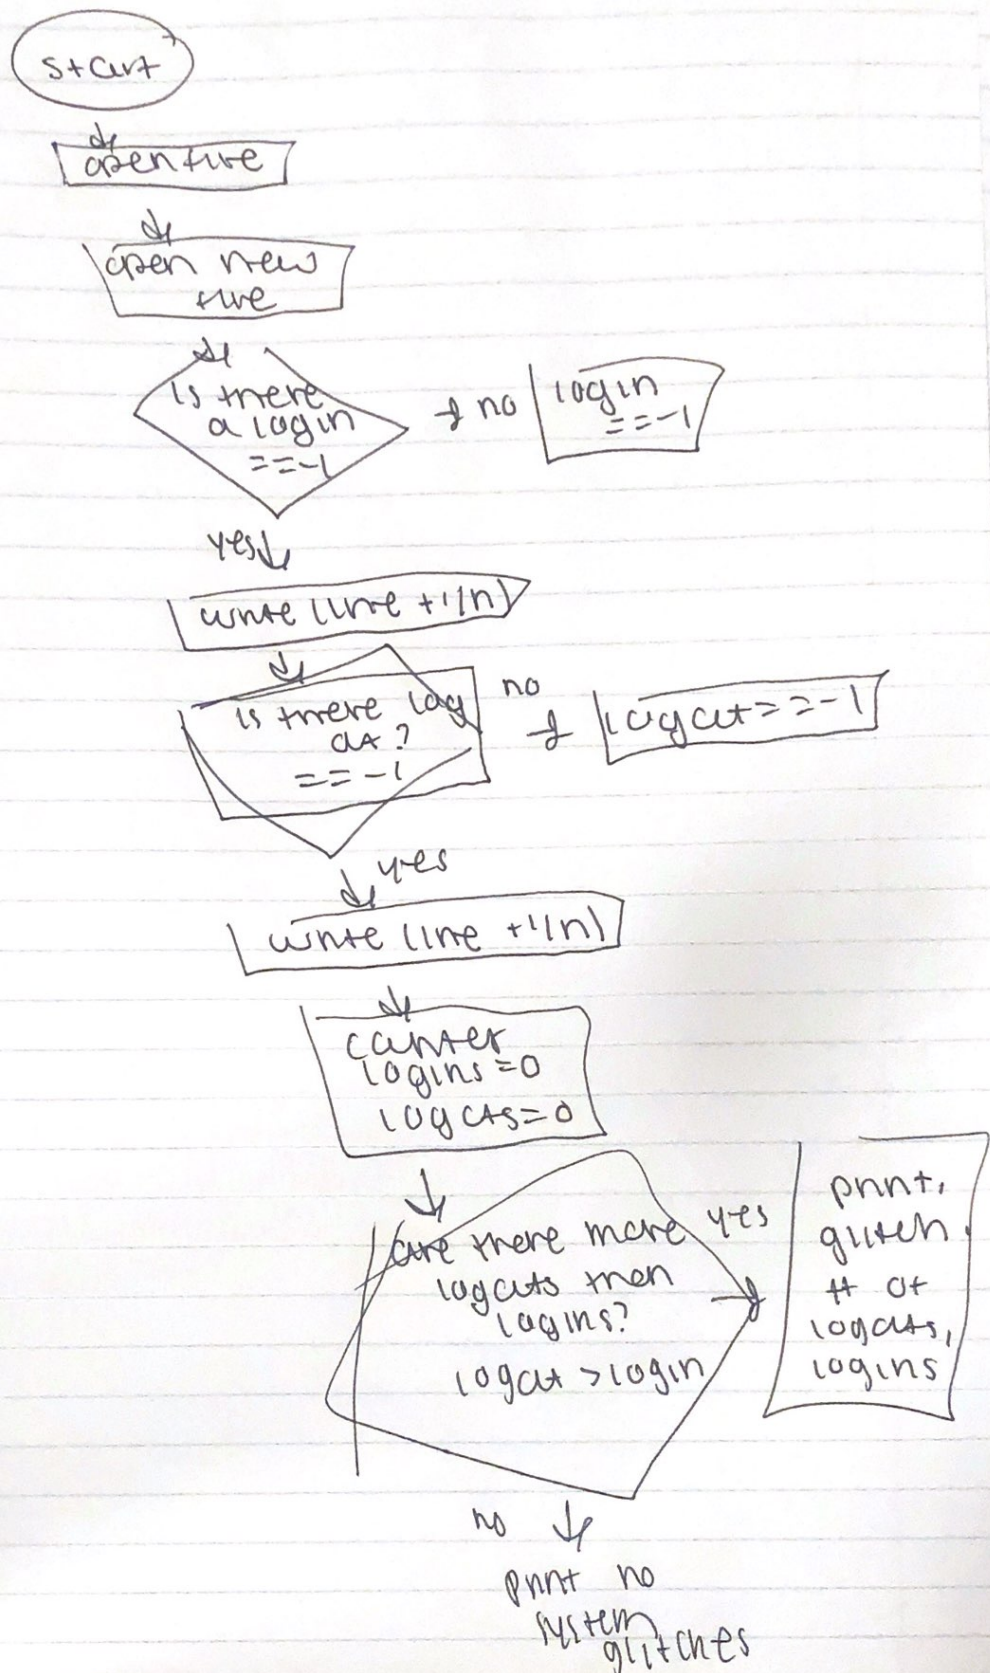 start
open file
open new
file
is there
a login
==-1
no
login
==-1
yes
write (line + '/n)
is there log
out?
==-1
no
logout==-1
yes
write (line + '/n)
counter
logins=0
logouts=0
are there more
logouts then
logins?
logout > login
yes
print,
glitch,
# of
logouts,
logins
no
print no
system
glitches